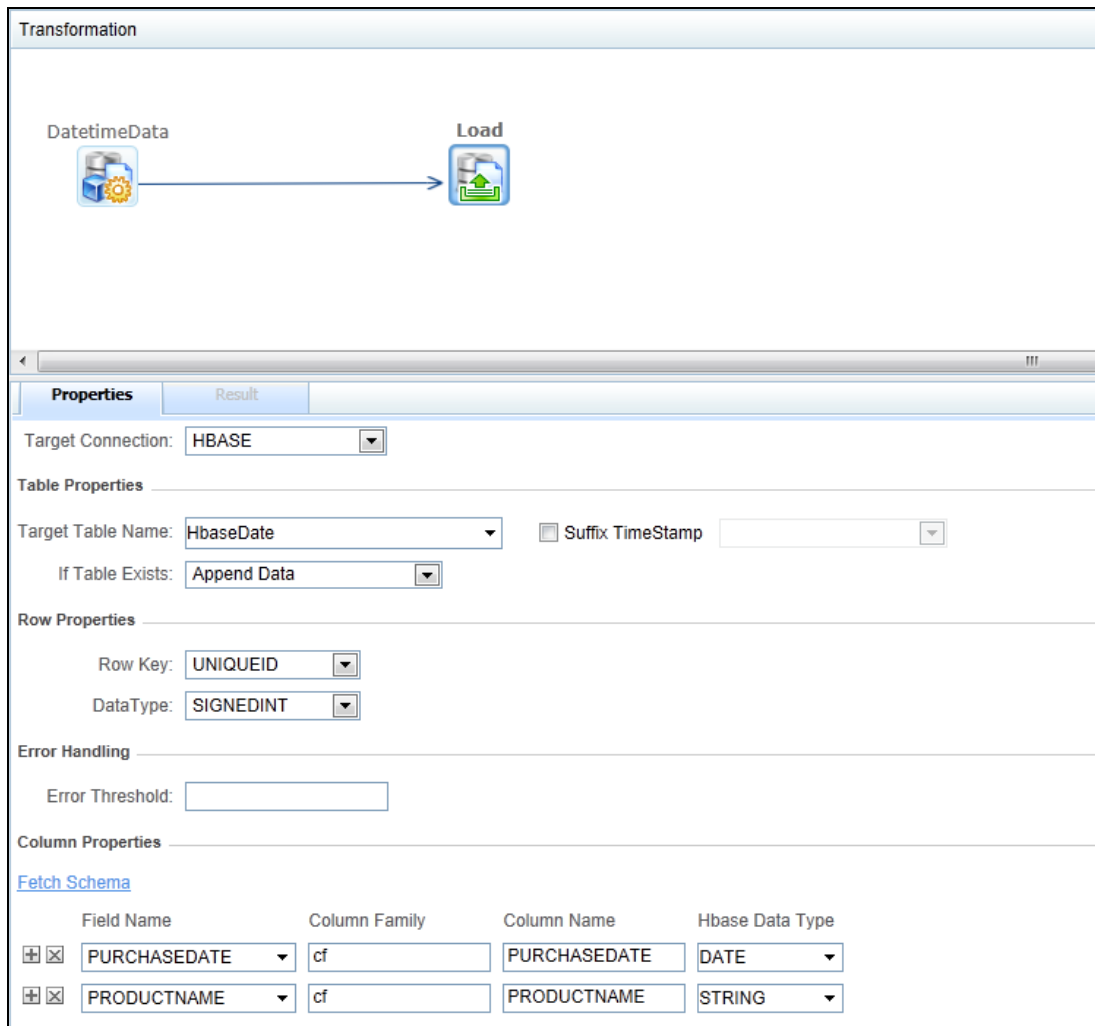 Transformation
DatetimeData Load
Properties Result
Target Connection: HBASE
Table Properties
Target Table Name: HbaseDate Suffix TimeStamp
If Table Exists: Append Data
Row Properties
Row Key: UNIQUEID
DataType: SIGNEDINT
Error Handling
Error Threshold:
Column Properties
Fetch Schema
Field Name Column Family Column Name Hbase Data Type
PURCHASEDATE cf PURCHASEDATE DATE
PRODUCTNAME cf PRODUCTNAME STRING